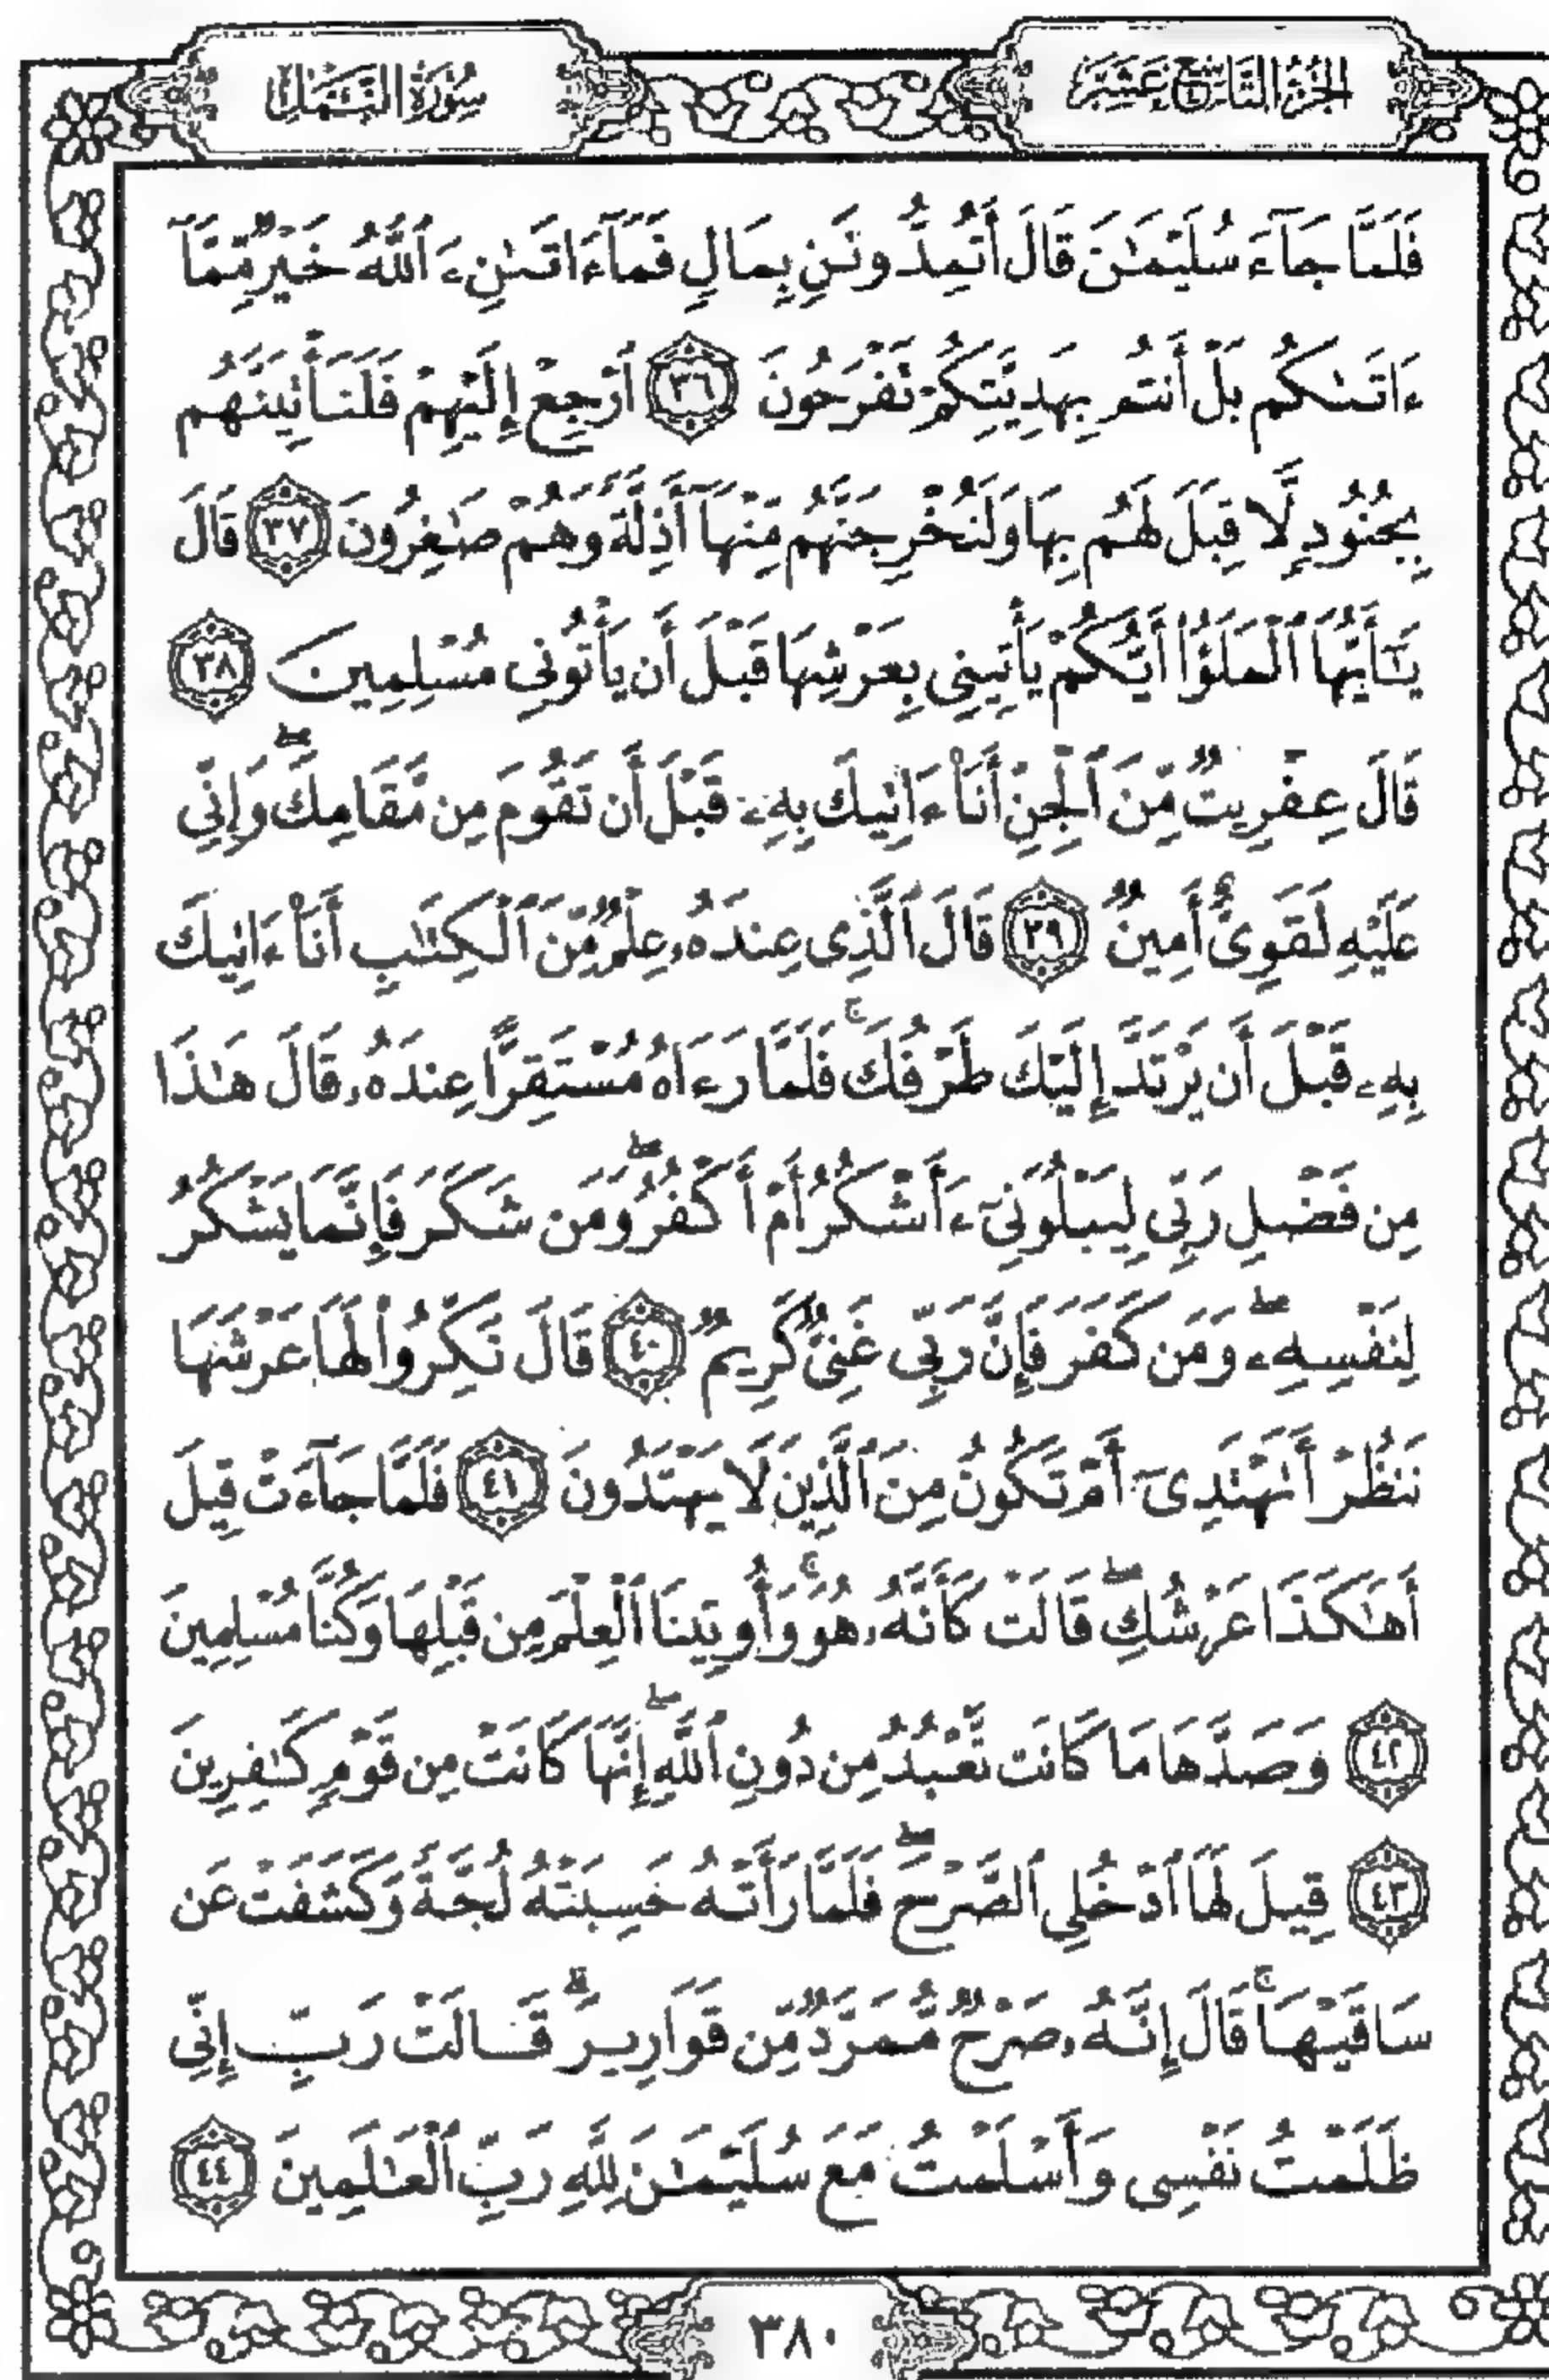 الجزء التاسع عشر
سورة النمل
فَلَمَّا جَآءَ سُلَيْمَٰنَ قَالَ أَتُمِدُّونَنِ بِمَالٍ فَمَآ ءَاتَىٰنِۦَ ٱللَّهُ خَيْرٌ مِّمَّآ
ءَاتَىٰكُم بَلْ أَنتُم بِهَدِيَّتِكُمْ تَفْرَحُونَ ٣٦ ٱرْجِعْ إِلَيْهِمْ فَلَنَأْتِيَنَّهُم
بِجُنُودٍ لَّا قِبَلَ لَهُم بِهَا وَلَنُخْرِجَنَّهُم مِّنْهَآ أَذِلَّةً وَهُمْ صَٰغِرُونَ ٣٧ قَالَ
يَٰٓأَيُّهَا ٱلْمَلَؤُا۟ أَيُّكُمْ يَأْتِينِى بِعَرْشِهَا قَبْلَ أَن يَأْتُونِى مُسْلِمِينَ ٣٨
قَالَ عِفْرِيتٌ مِّنَ ٱلْجِنِّ أَنَا۠ ءَاتِيكَ بِهِۦ قَبْلَ أَن تَقُومَ مِن مَّقَامِكَ ۖ وَإِنِّى
عَلَيْهِ لَقَوِىٌّ أَمِينٌ ٣٩ قَالَ ٱلَّذِى عِندَهُۥ عِلْمٌ مِّنَ ٱلْكِتَٰبِ أَنَا۠ ءَاتِيكَ
بِهِۦ قَبْلَ أَن يَرْتَدَّ إِلَيْكَ طَرْفُكَ ۚ فَلَمَّا رَءَاهُ مُسْتَقِرًّا عِندَهُۥ قَالَ هَٰذَا
مِن فَضْلِ رَبِّى لِيَبْلُوَنِىٓ ءَأَشْكُرُ أَمْ أَكْفُرُ ۖ وَمَن شَكَرَ فَإِنَّمَا يَشْكُرُ
لِنَفْسِهِۦ ۖ وَمَن كَفَرَ فَإِنَّ رَبِّى غَنِىٌّ كَرِيمٌ ٤٠ قَالَ نَكِّرُوا۟ لَهَا عَرْشَهَا
نَنظُرْ أَتَهْتَدِىٓ أَمْ تَكُونُ مِنَ ٱلَّذِينَ لَا يَهْتَدُونَ ٤١ فَلَمَّا جَآءَتْ قِيلَ
أَهَٰكَذَا عَرْشُكِ ۖ قَالَتْ كَأَنَّهُۥ هُوَ ۚ وَأُوتِينَا ٱلْعِلْمَ مِن قَبْلِهَا وَكُنَّا مُسْلِمِينَ
٤٢ وَصَدَّهَا مَا كَانَت تَّعْبُدُ مِن دُونِ ٱللَّهِ ۖ إِنَّهَا كَانَتْ مِن قَوْمٍ كَٰفِرِينَ
٤٣ قِيلَ لَهَا ٱدْخُلِى ٱلصَّرْحَ ۖ فَلَمَّا رَأَتْهُ حَسِبَتْهُ لُجَّةً وَكَشَفَتْ عَن
سَاقَيْهَا ۚ قَالَ إِنَّهُۥ صَرْحٌ مُّمَرَّدٌ مِّن قَوَارِيرَ ۗ قَالَتْ رَبِّ إِنِّى
ظَلَمْتُ نَفْسِى وَأَسْلَمْتُ مَعَ سُلَيْمَٰنَ لِلَّهِ رَبِّ ٱلْعَٰلَمِينَ ٤٤
٣٨٠